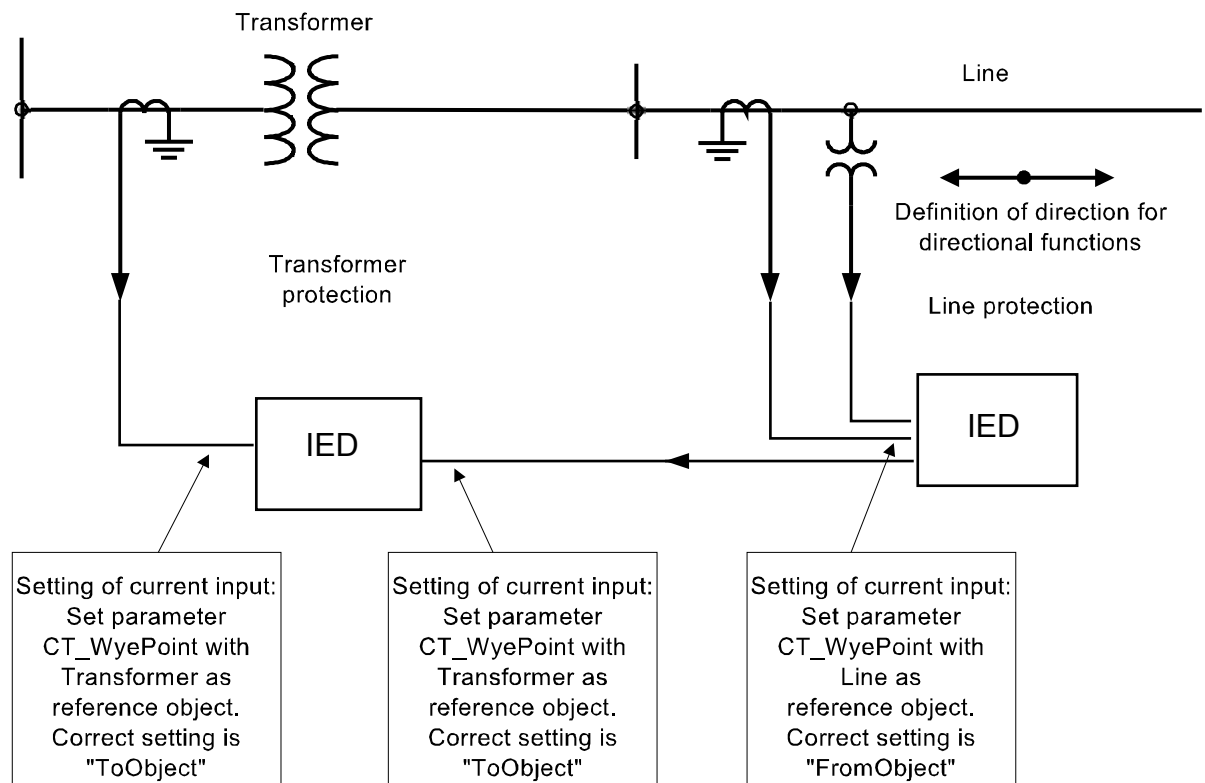 Transformer
Line
Definition of direction for
directional functions
Transformer
protection
Line protection
IED
IED
Setting of current input:
Set parameter
CT_WyePoint with
Transformer as
reference object.
Correct setting is
"ToObject"
Setting of current input:
Set parameter
CT_WyePoint with
Transformer as
reference object.
Correct setting is
"ToObject"
Setting of current input:
Set parameter
CT_WyePoint with
Line as
reference object.
Correct setting is
"FromObject"